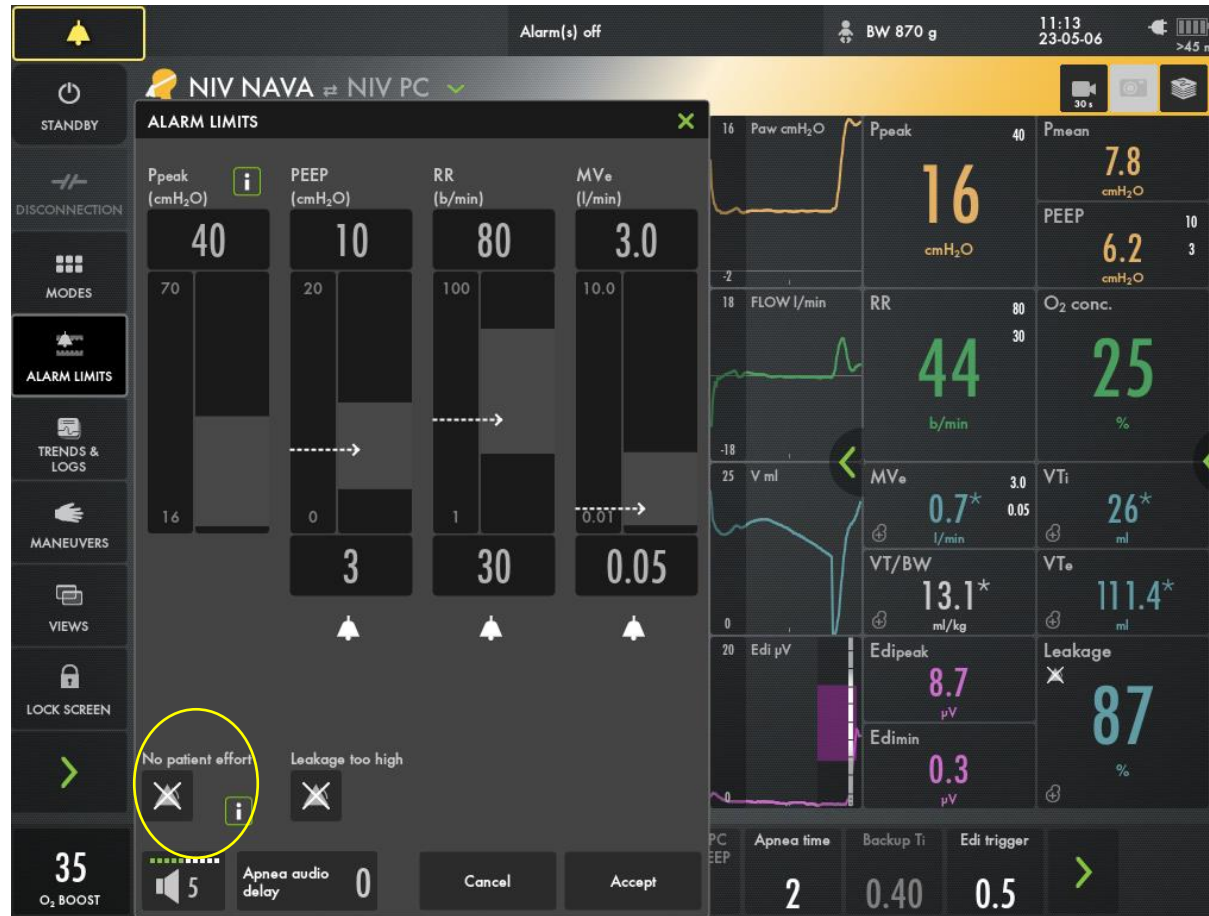 Alarm(s) off
BW 870 g
11:13
23-05-06
>45 m
STANDBY
DISCONNECTION
MODES
ALARM LIMITS
TRENDS &
LOGS
MANEUVERS
VIEWS
LOCK SCREEN
35
O₂ BOOST
NIV NAVA ⇄ NIV PC
30 s
ALARM LIMITS
Ppeak
(cmH₂O)
i
40
70
16
PEEP
(cmH₂O)
10
20
0
3
RR
(b/min)
80
100
1
30
MVe
(l/min)
3.0
10.0
0.01
0.05
No patient effort
i
Leakage too high
5
Apnea audio
delay
0
Cancel
Accept
16 Paw cmH₂O
-2
18 FLOW l/min
-18
25 V ml
0
20 Edi µV
0
Ppeak
40
16
cmH₂O
Pmean
7.8
cmH₂O
PEEP
10
6.2
3
cmH₂O
RR
80
30
44
b/min
O₂ conc.
25
%
MVe
3.0
0.7*
0.05
l/min
VTi
26*
ml
VT/BW
13.1*
ml/kg
VTe
111.4*
ml
Edipeak
8.7
µV
Edimin
0.3
µV
Leakage
87
%
PC
EEP
Apnea time
2
Backup Ti
0.40
Edi trigger
0.5